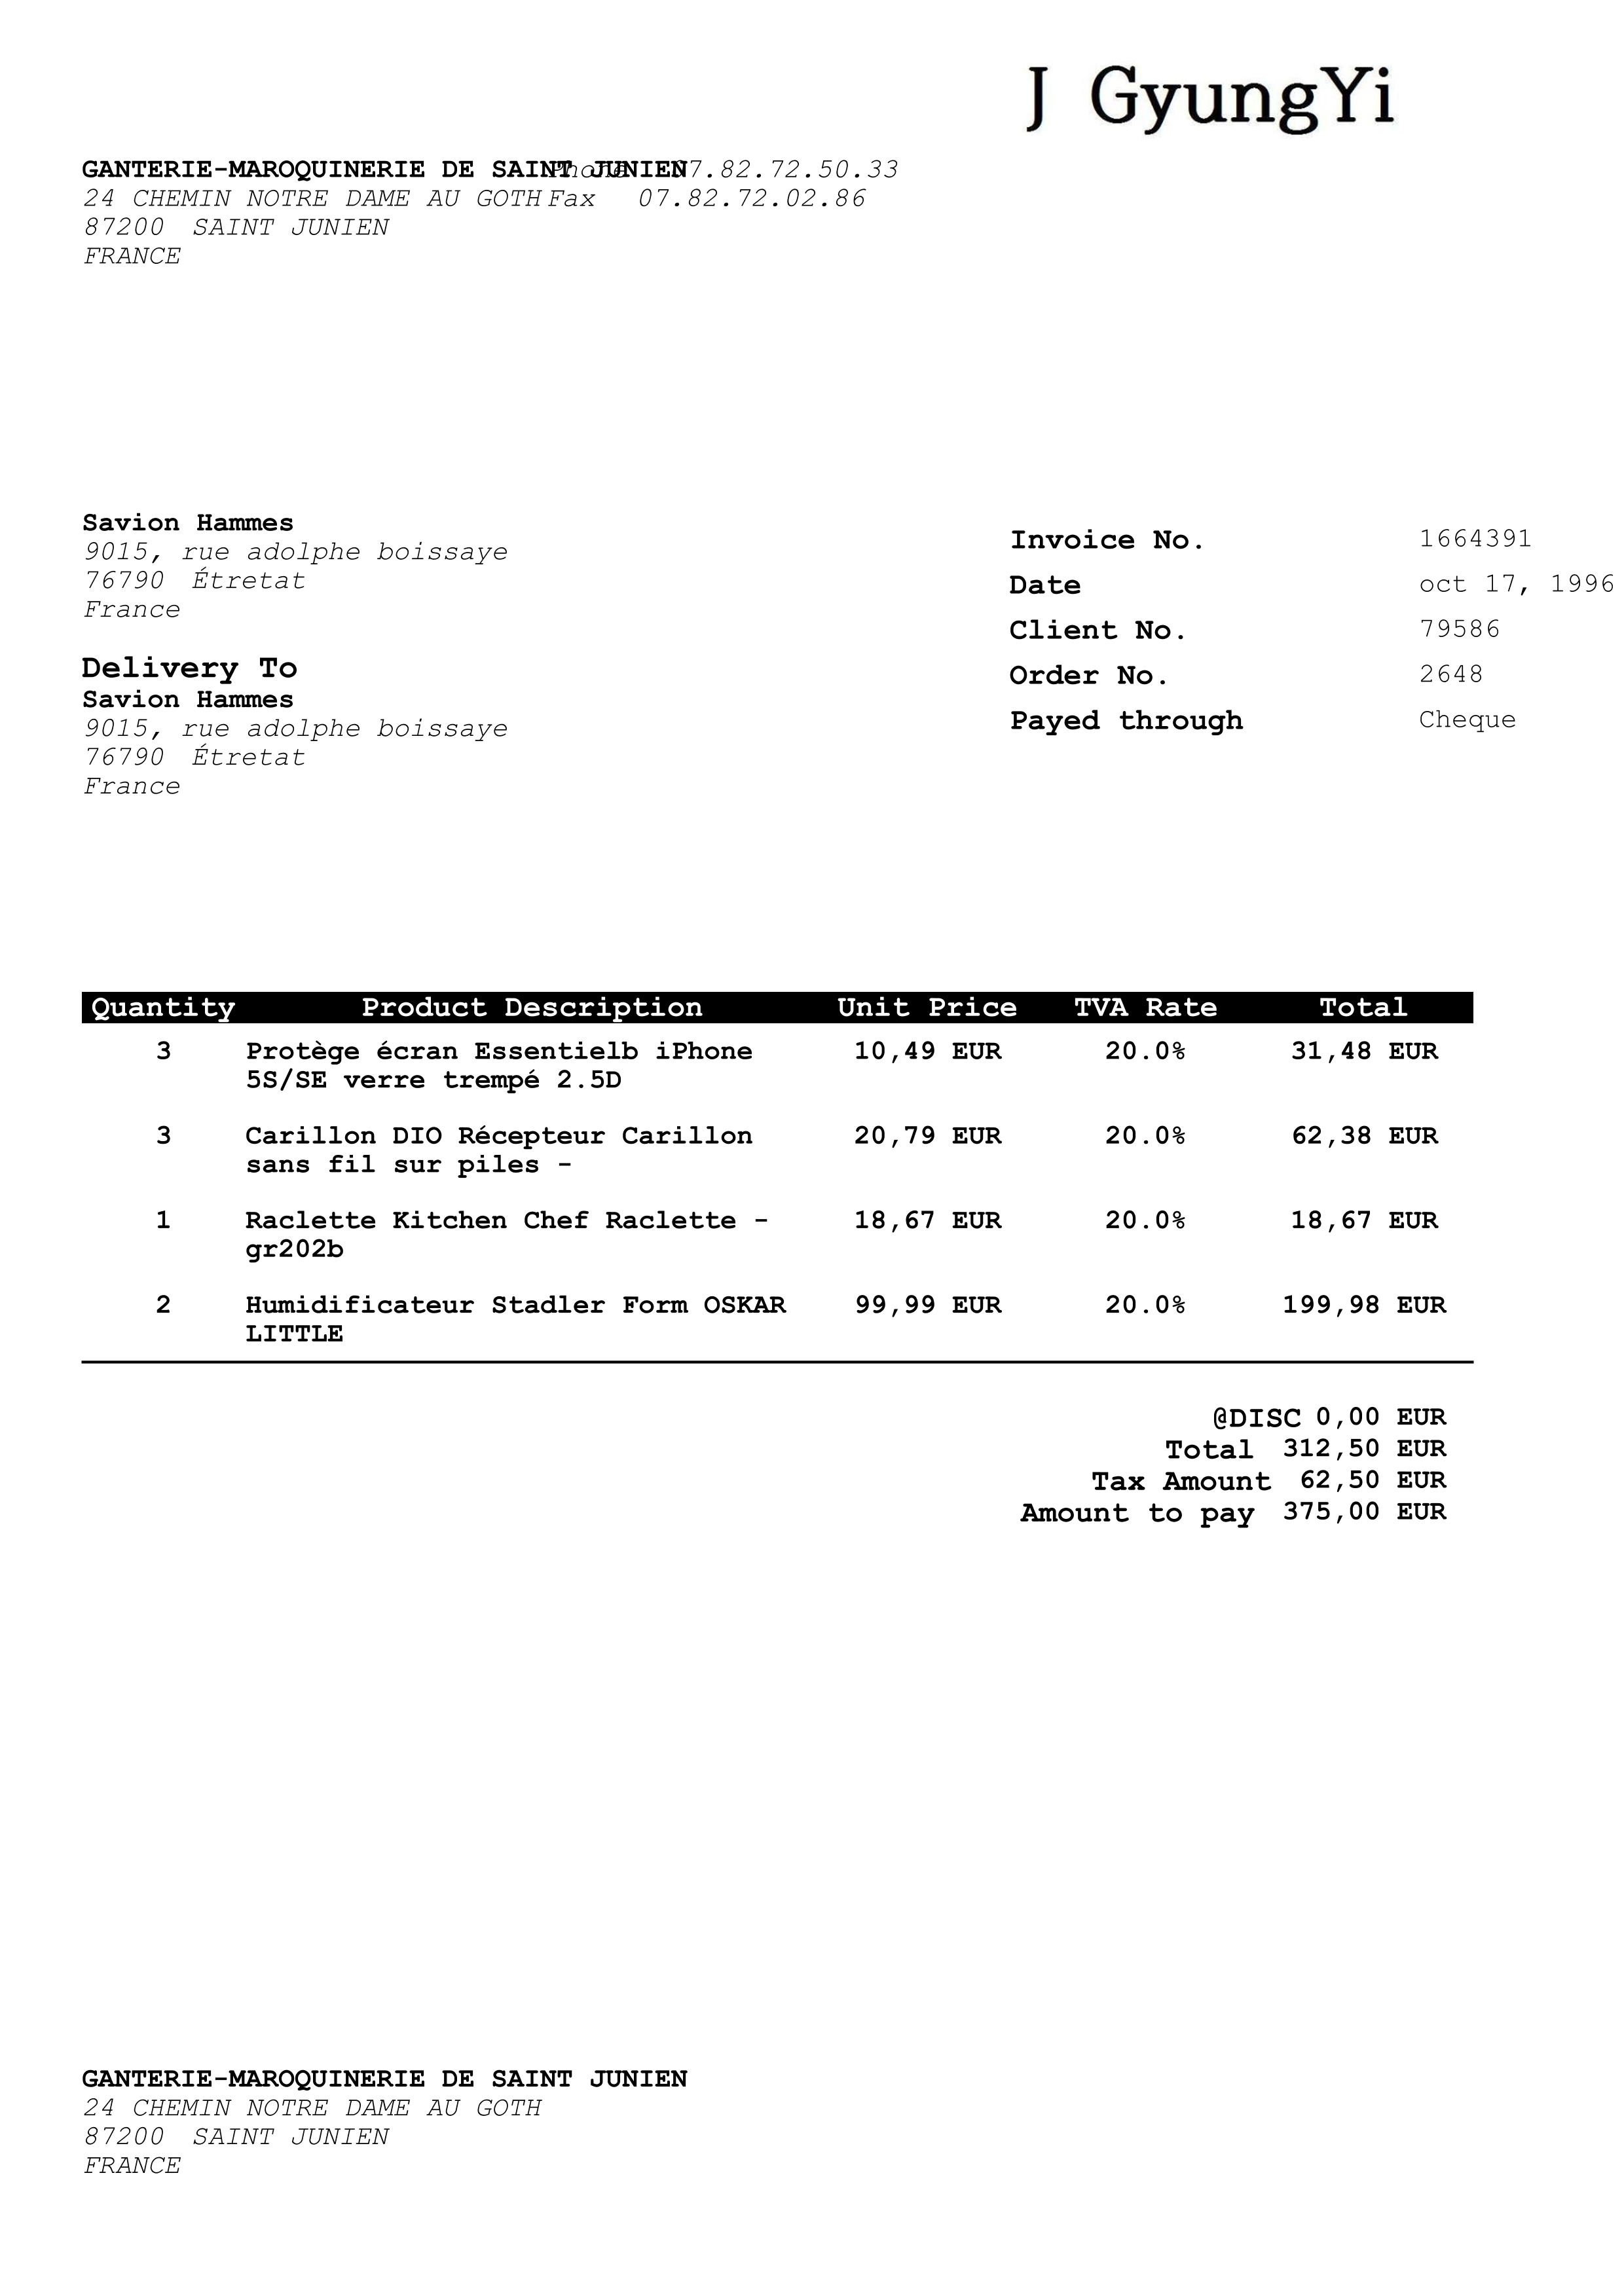 J GyungYi
GANTERIE-MAROQUINERIE DE SAINT JUNIEN Phone 07.82.72.50.33
24 CHEMIN NOTRE DAME AU GOTH Fax 07.82.72.02.86
87200 SAINT JUNIEN
FRANCE
Savion Hammes
9015, rue adolphe boissaye
76790 Étretat
France
Invoice No. 1664391
Date oct 17, 1996
Client No. 79586
Order No. 2648
Payed through Cheque
Delivery To
Savion Hammes
9015, rue adolphe boissaye
76790 Étretat
France
Quantity Product Description Unit Price TVA Rate Total
3 Protège écran Essentielb iPhone 10,49 EUR 20.0% 31,48 EUR
5S/SE verre trempé 2.5D
3 Carillon DIO Récepteur Carillon 20,79 EUR 20.0% 62,38 EUR
sans fil sur piles -
1 Raclette Kitchen Chef Raclette - 18,67 EUR 20.0% 18,67 EUR
gr202b
2 Humidificateur Stadler Form OSKAR 99,99 EUR 20.0% 199,98 EUR
LITTLE
@DISC 0,00 EUR
Total 312,50 EUR
Tax Amount 62,50 EUR
Amount to pay 375,00 EUR
GANTERIE-MAROQUINERIE DE SAINT JUNIEN
24 CHEMIN NOTRE DAME AU GOTH
87200 SAINT JUNIEN
FRANCE